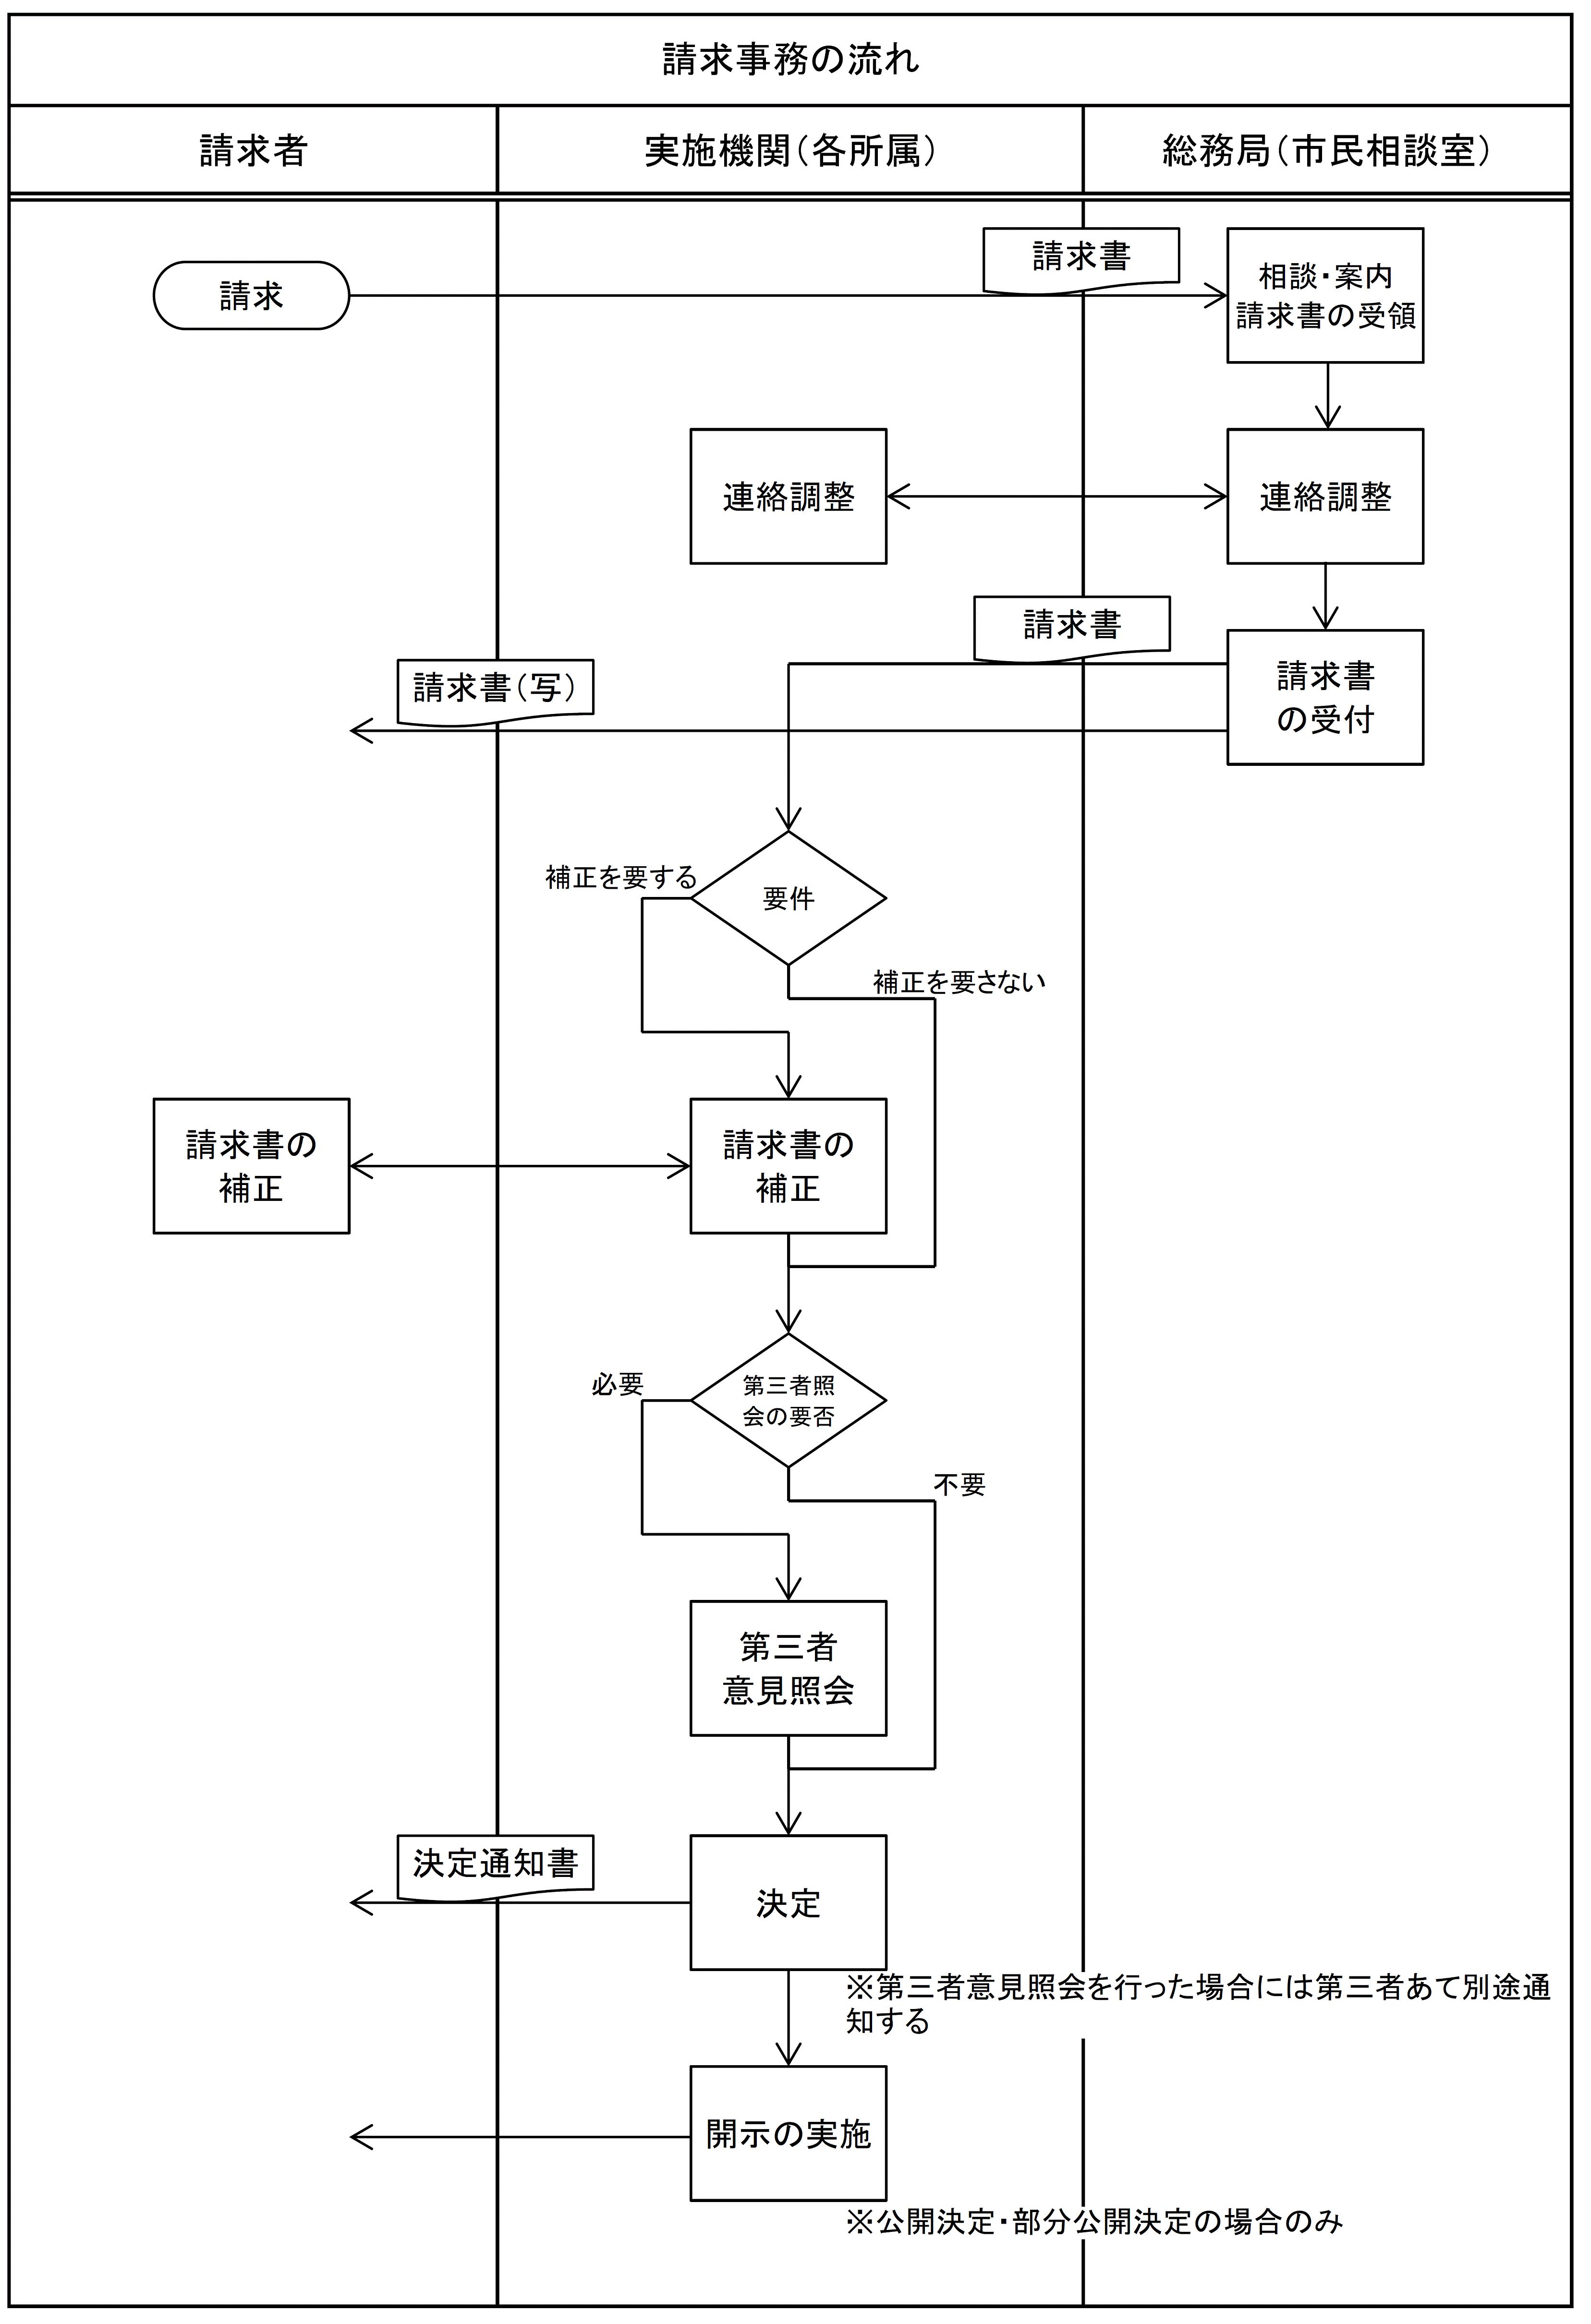 請求事務の流れ
請求者
実施機関（各所属）
総務局（市民相談室）
請求書
請求
相談・案内
請求書の受領
連絡調整
連絡調整
請求書
請求書（写）
請求書
の受付
補正を要する
要件
補正を要さない
請求書の
補正
請求書の
補正
必要
第三者照
会の要否
不要
第三者
意見照会
決定通知書
決定
※第三者意見照会を行った場合には第三者あて別途通
知する
開示の実施
※公開決定・部分公開決定の場合のみ